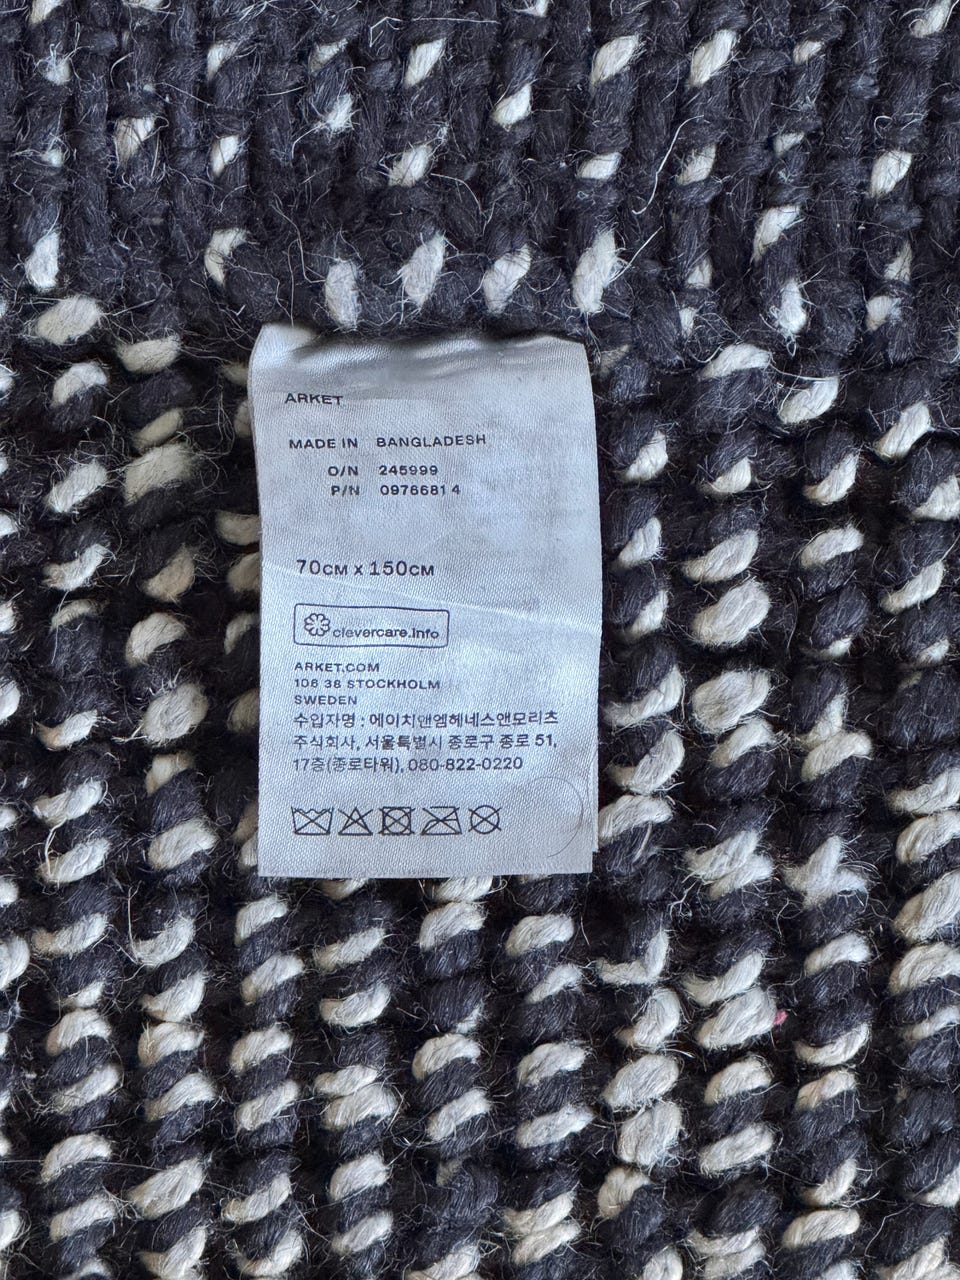 ARKET
MADE IN BANGLADESH
O/N 245999
P/N 0976681 4
70CM X 150CM
clevercare.info
ARKET.COM
106 38 STOCKHOLM
SWEDEN
수입자명 : 에이치앤엠헤네스앤모리츠
주식회사, 서울특별시 종로구 종로 51,
17층(종로타워), 080-822-0220